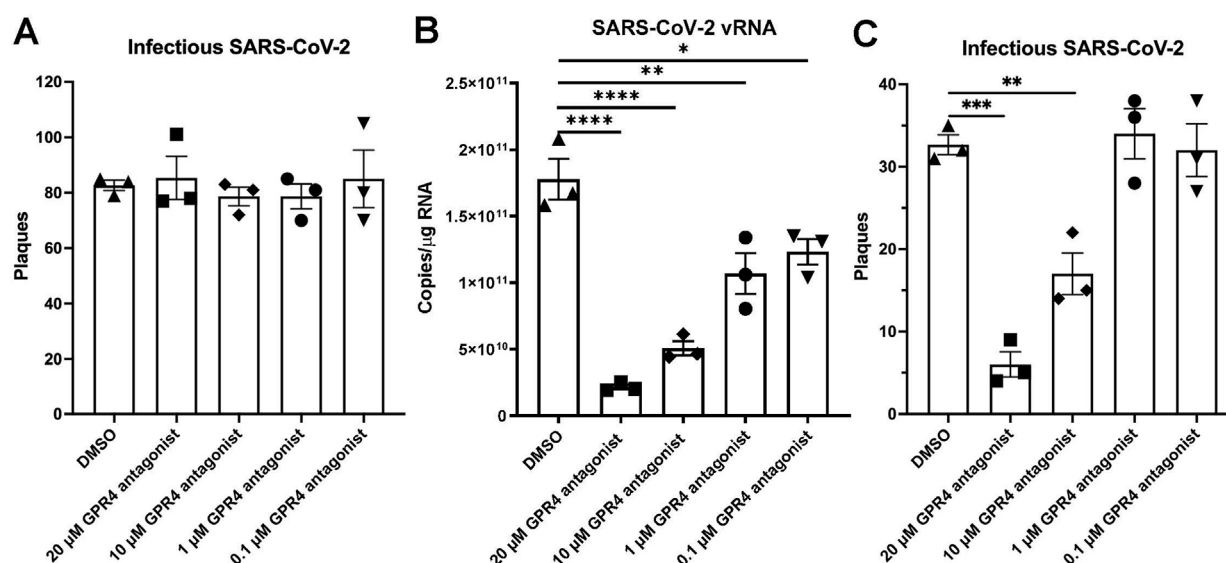 A
Infectious SARS-CoV-2
Plaques
120
100
80
60
40
20
0
DMSO
20 µM GPR4 antagonist
10 µM GPR4 antagonist
1 µM GPR4 antagonist
0.1 µM GPR4 antagonist
B
SARS-CoV-2 vRNA
*
**
****
****
Copies/µg RNA
2.5×10¹¹
2×10¹¹
1.5×10¹¹
1×10¹¹
5×10¹⁰
0
DMSO
20 µM GPR4 antagonist
10 µM GPR4 antagonist
1 µM GPR4 antagonist
0.1 µM GPR4 antagonist
C
Infectious SARS-CoV-2
**
***
Plaques
40
30
20
10
0
DMSO
20 µM GPR4 antagonist
10 µM GPR4 antagonist
1 µM GPR4 antagonist
0.1 µM GPR4 antagonist